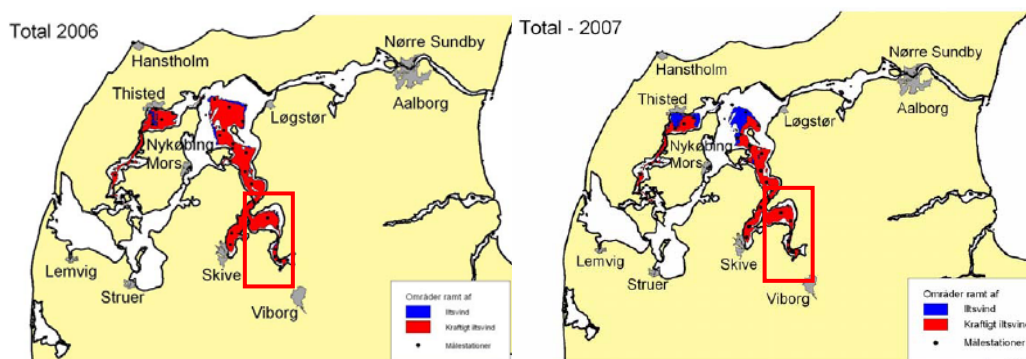 Total 2006
Nørre Sundby
Hanstholm
Aalborg
Thisted
Løgstør
Nykøbing
Mors
Lemvig
Skive
Struer
Viborg
Områder ramt af
Iltsvind
Kraftigt iltsvind
Målestationer
Total - 2007
Nørre Sundby
Hanstholm
Aalborg
Thisted
Løgstør
Nykøbing
Mors
Lemvig
Skive
Struer
Viborg
Områder ramt af
Iltsvind
Kraftigt iltsvind
Målestationer